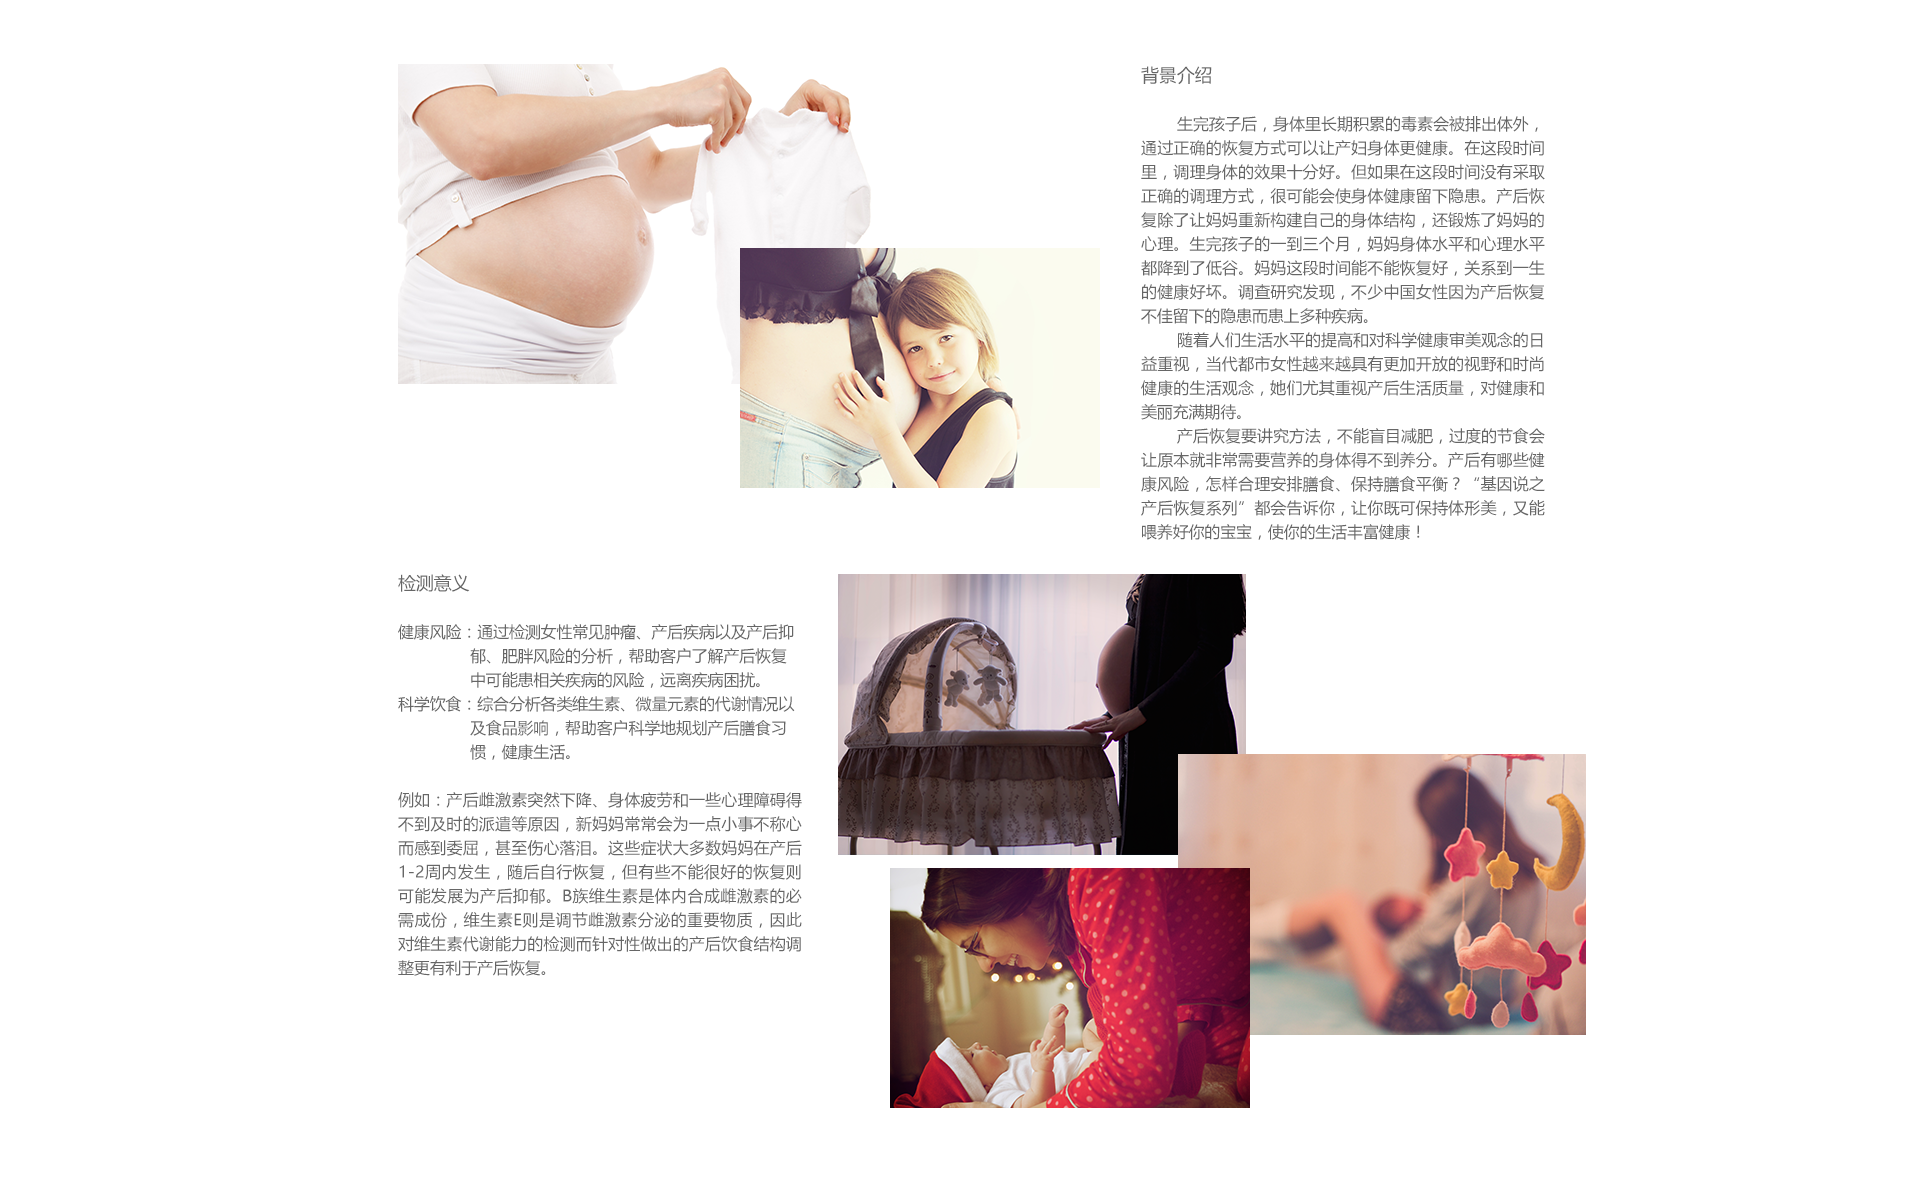 背景介绍
生完孩子后，身体里长期积累的毒素会被排出体外，
通过正确的恢复方式可以让产妇身体更健康。在这段时间
里，调理身体的效果十分好。但如果在这段时间没有采取
正确的调理方式，很可能会使身体健康留下隐患。产后恢
复除了让妈妈重新构建自己的身体结构，还锻炼了妈妈的
心理。生完孩子的一到三个月，妈妈身体水平和心理水平
都降到了低谷。妈妈这段时间能不能恢复好，关系到一生
的健康好坏。调查研究发现，不少中国女性因为产后恢复
不佳留下的隐患而患上多种疾病。
随着人们生活水平的提高和对科学健康审美观念的日
益重视，当代都市女性越来越具有更加开放的视野和时尚
健康的生活观念，她们尤其重视产后生活质量，对健康和
美丽充满期待。
产后恢复要讲究方法，不能盲目减肥，过度的节食会
让原本就非常需要营养的身体得不到养分。产后有哪些健
康风险，怎样合理安排膳食、保持膳食平衡？“基因说之
产后恢复系列”都会告诉你，让你既可保持体形美，又能
喂养好你的宝宝，使你的生活丰富健康！
检测意义
健康风险：通过检测女性常见肿瘤、产后疾病以及产后抑
郁、肥胖风险的分析，帮助客户了解产后恢复
中可能患相关疾病的风险，远离疾病困扰。
科学饮食：综合分析各类维生素、微量元素的代谢情况以
及食品影响，帮助客户科学地规划产后膳食习
惯，健康生活。
例如：产后雌激素突然下降、身体疲劳和一些心理障碍得
不到及时的派遣等原因，新妈妈常常会为一点小事不称心
而感到委屈，甚至伤心落泪。这些症状大多数妈妈在产后
1-2周内发生，随后自行恢复，但有些不能很好的恢复则
可能发展为产后抑郁。B族维生素是体内合成雌激素的必
需成份，维生素E则是调节雌激素分泌的重要物质，因此
对维生素代谢能力的检测而针对性做出的产后饮食结构调
整更有利于产后恢复。